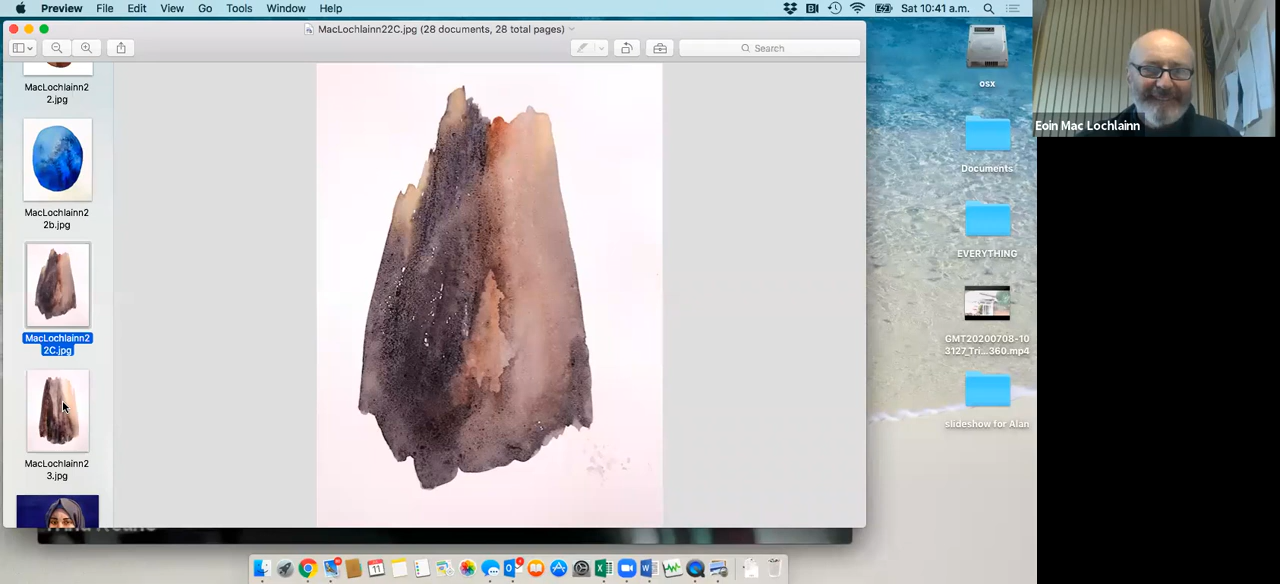 Preview File Edit View Go Tools Window Help
Sat 10:41 a.m.
MacLochlainn22C.jpg (28 documents, 28 total pages)
Search
MacLochlainn2
2.jpg
MacLochlainn2
2b.jpg
MacLochlainn2
2C.jpg
MacLochlainn2
3.jpg
osx
Documents
EVERYTHING
GMT20200708-10
3127_Tri...360.mp4
slideshow for Alan
Eoin Mac Lochlainn
11